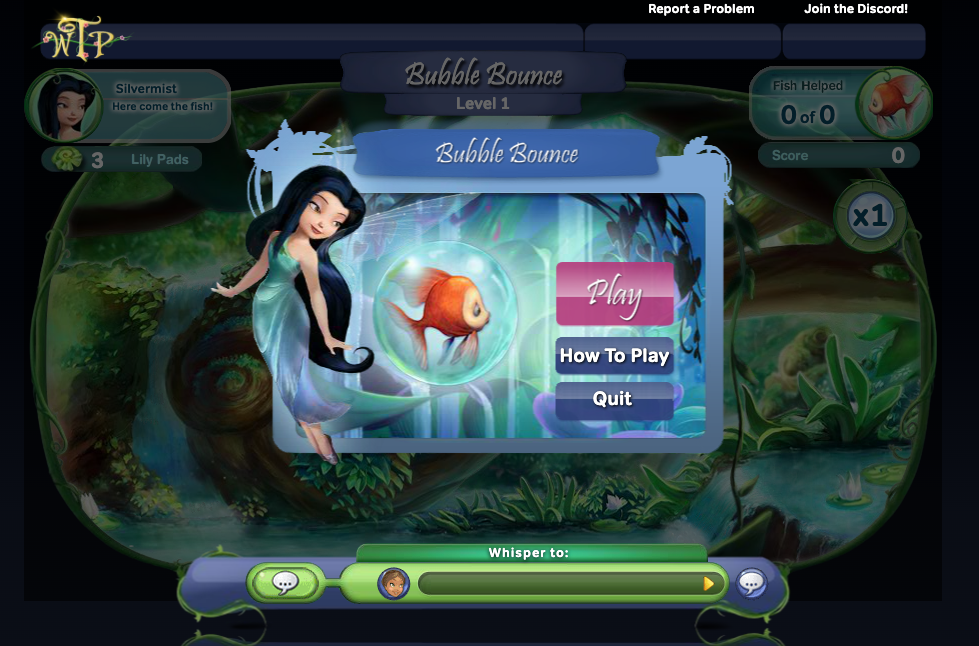 Report a Problem
Join the Discord!
WTP
Bubble Bounce
Level 1
Silvermist
Here come the fish!
3 Lily Pads
Fish Helped
0 of 0
Score 0
x1
Bubble Bounce
Play
How To Play
Quit
Whisper to: